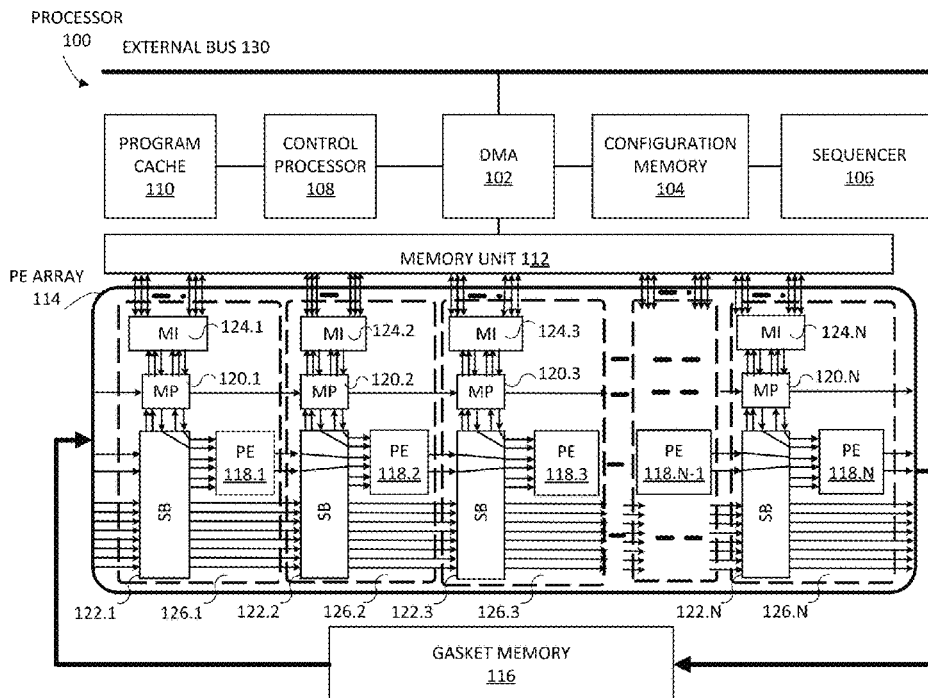 PROCESSOR
100
EXTERNAL BUS 130
PROGRAM
CACHE
110
CONTROL
PROCESSOR
108
DMA
102
CONFIGURATION
MEMORY
104
SEQUENCER
106
MEMORY UNIT 112
PE ARRAY
114
MI
124.1
MI
124.2
MI
124.3
MI
124.N
MP
120.1
MP
120.2
MP
120.3
MP
120.N
SB
PE
118.1
SB
PE
118.2
SB
PE
118.3
PE
118.N-1
SB
PE
118.N
122.1
126.1
122.2
126.2
122.3
126.3
122.N
126.N
GASKET MEMORY
116